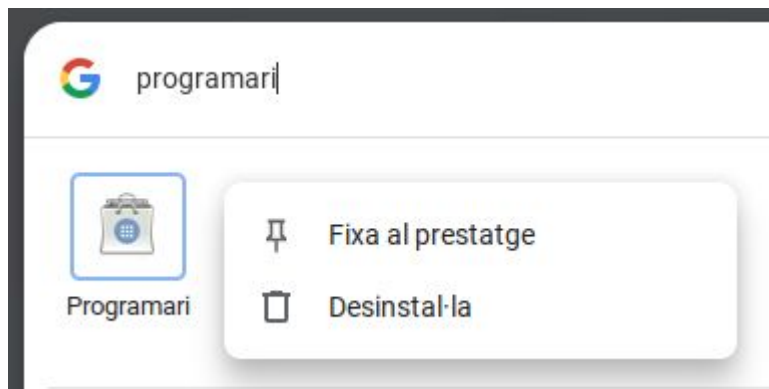 programari
Fixa al prestatge
Desinstal·la
Programari